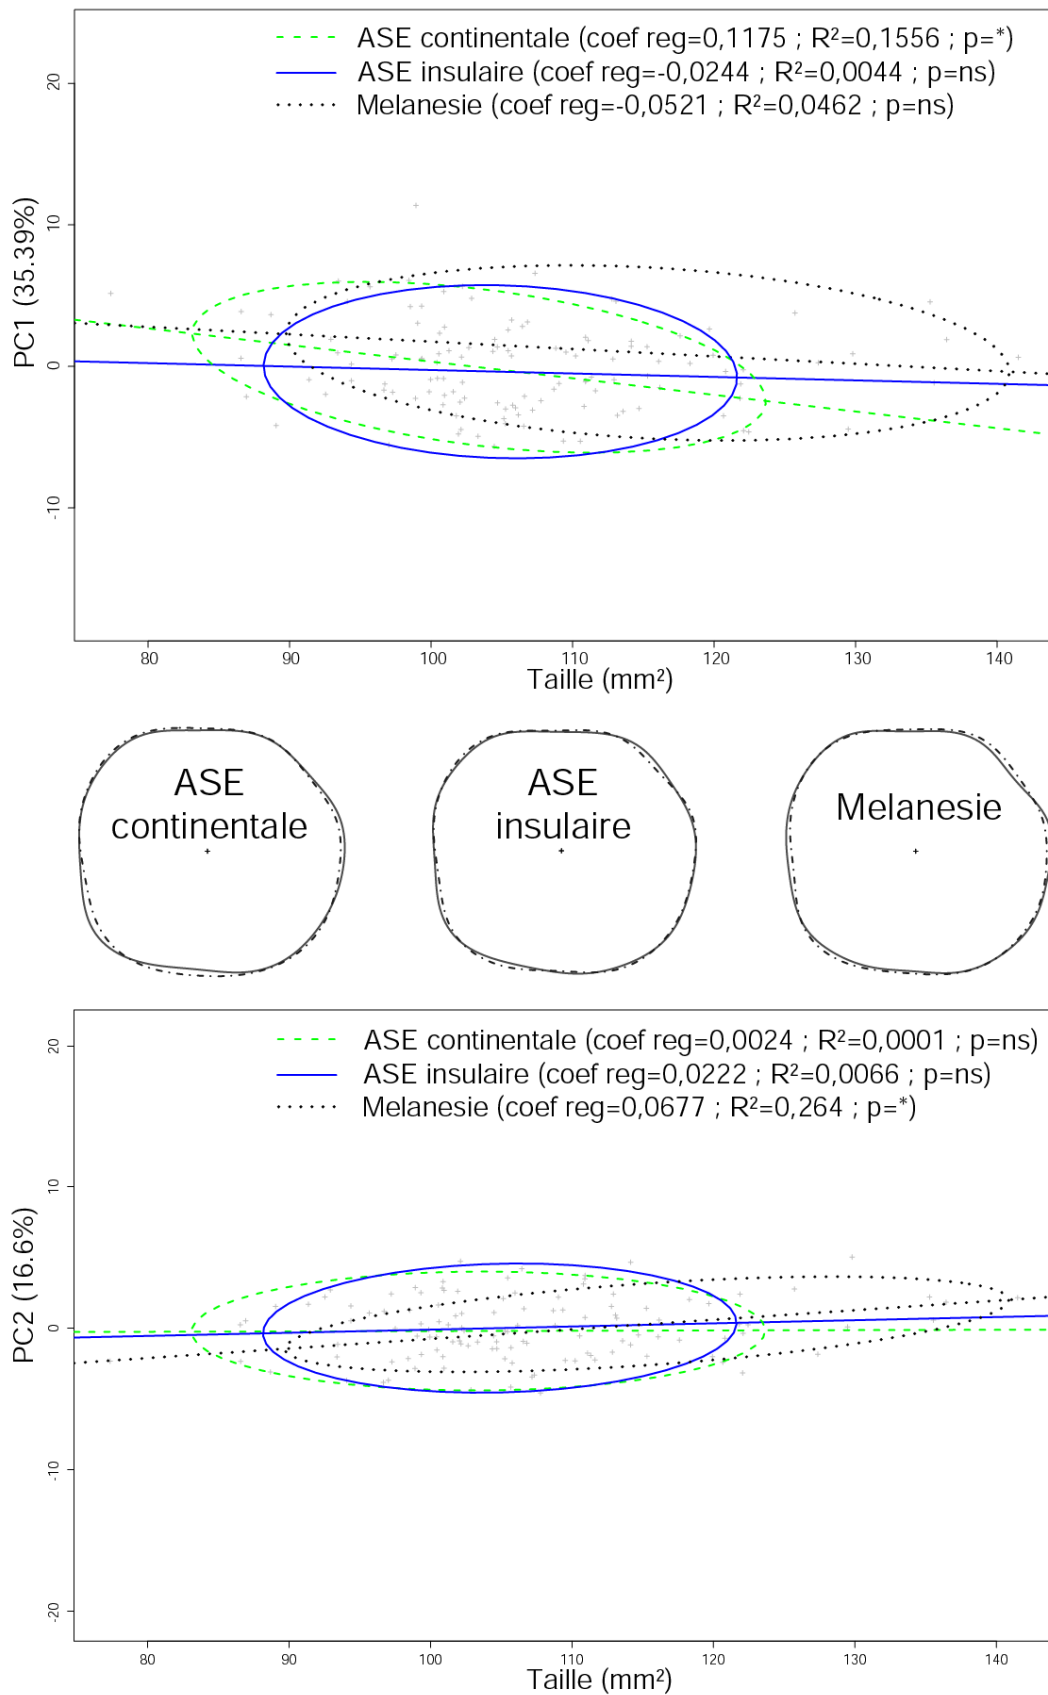 ASE continentale (coef reg=0,1175 ; R²=0,1556 ; p=*)
ASE insulaire (coef reg=-0,0244 ; R²=0,0044 ; p=ns)
Melanesie (coef reg=-0,0521 ; R²=0,0462 ; p=ns)
PC1 (35.39%)
20
10
0
-10
80 90 100 110 120 130 140
Taille (mm²)
ASE
continentale
ASE
insulaire
Melanesie
ASE continentale (coef reg=0,0024 ; R²=0,0001 ; p=ns)
ASE insulaire (coef reg=0,0222 ; R²=0,0066 ; p=ns)
Melanesie (coef reg=0,0677 ; R²=0,264 ; p=*)
PC2 (16.6%)
20
10
0
-10
-20
80 90 100 110 120 130 140
Taille (mm²)